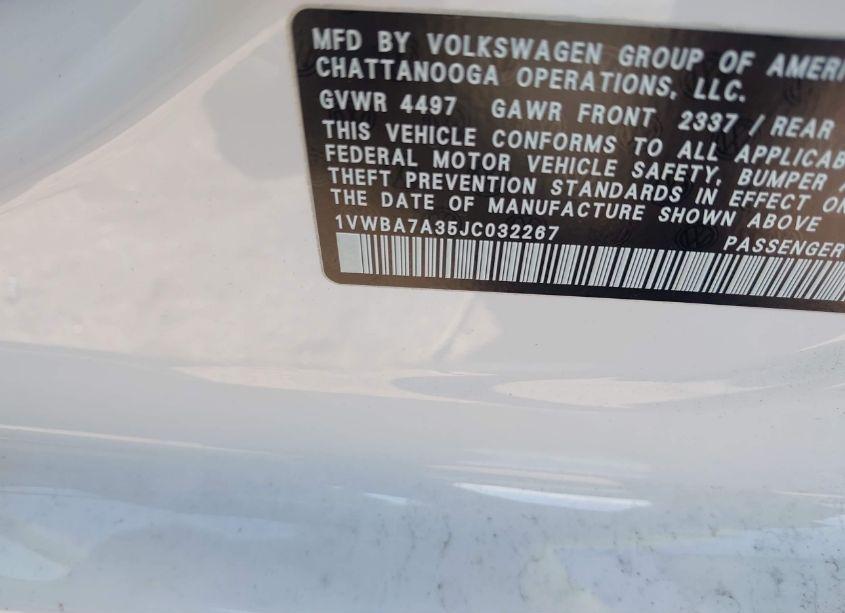 MFD BY VOLKSWAGEN GROUP OF AMERI
CHATTANOOGA OPERATIONS, LLC.
GVWR 4497 GAWR FRONT 2337 / REAR
THIS VEHICLE CONFORMS TO ALL APPLICAB
FEDERAL MOTOR VEHICLE SAFETY, BUMPER
THEFT PREVENTION STANDARDS IN EFFECT ON
THE DATE OF MANUFACTURE SHOWN ABOVE
1VWBA7A35JC032267
PASSENGER